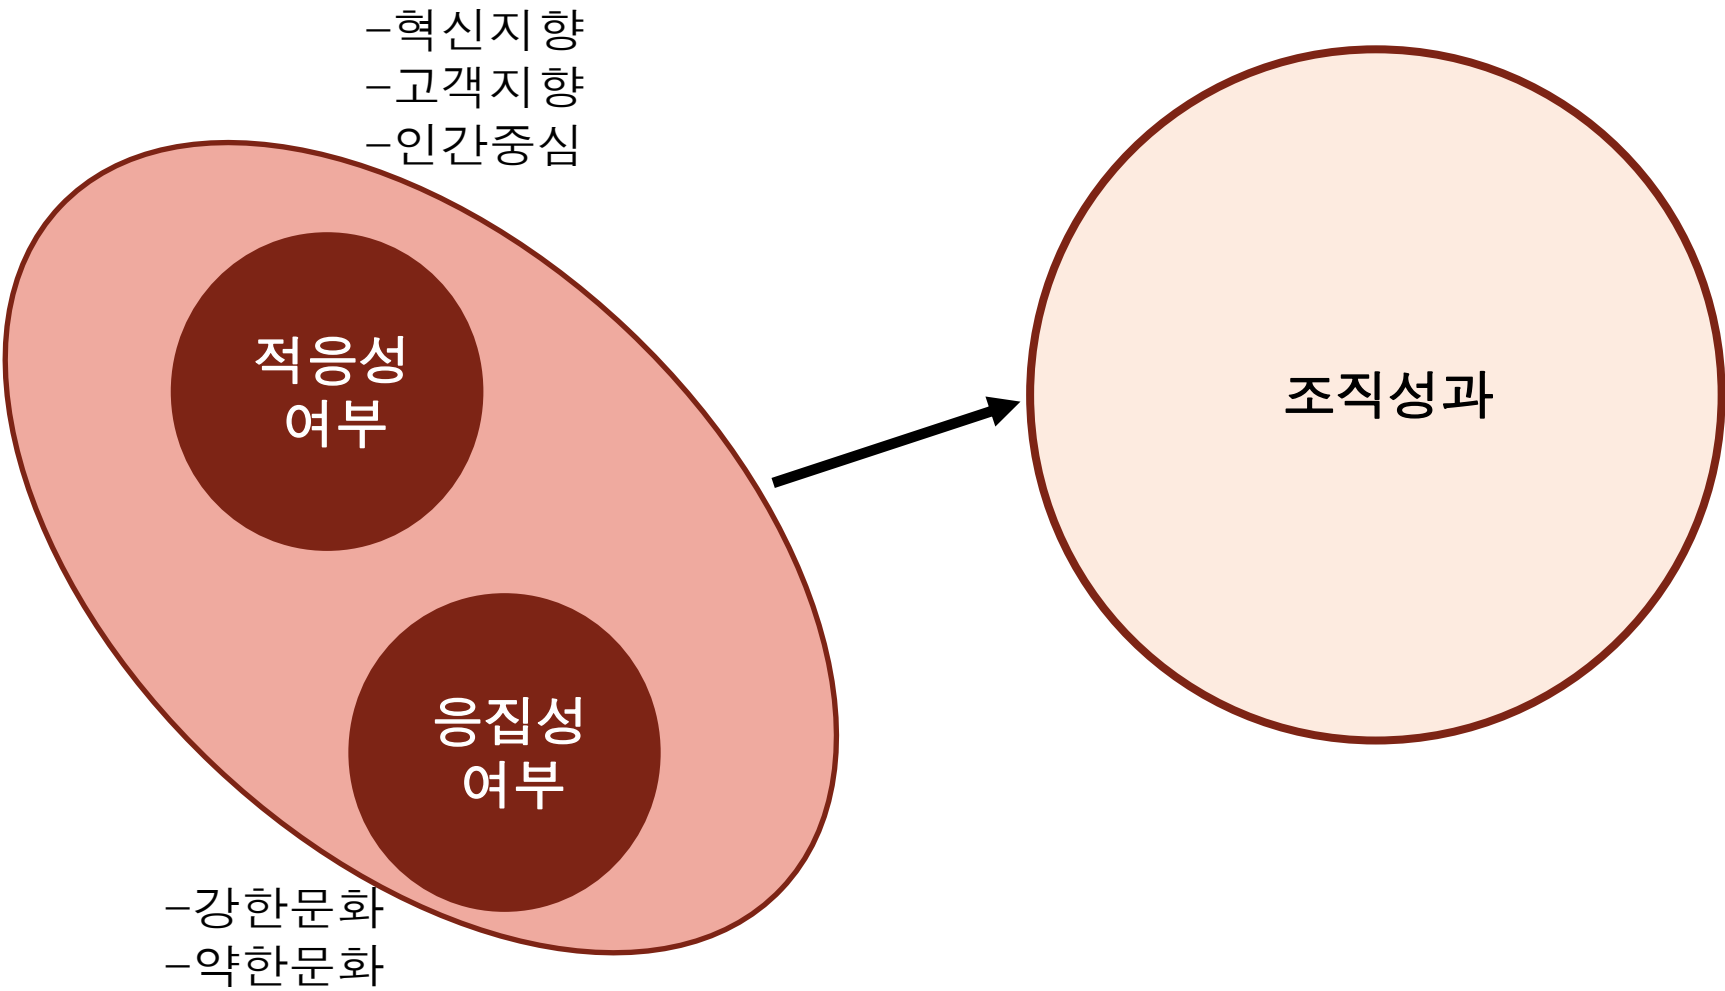 -혁신지향
-고객지향
-인간중심
적응성
여부
조직성과
응집성
여부
-강한문화
-약한문화